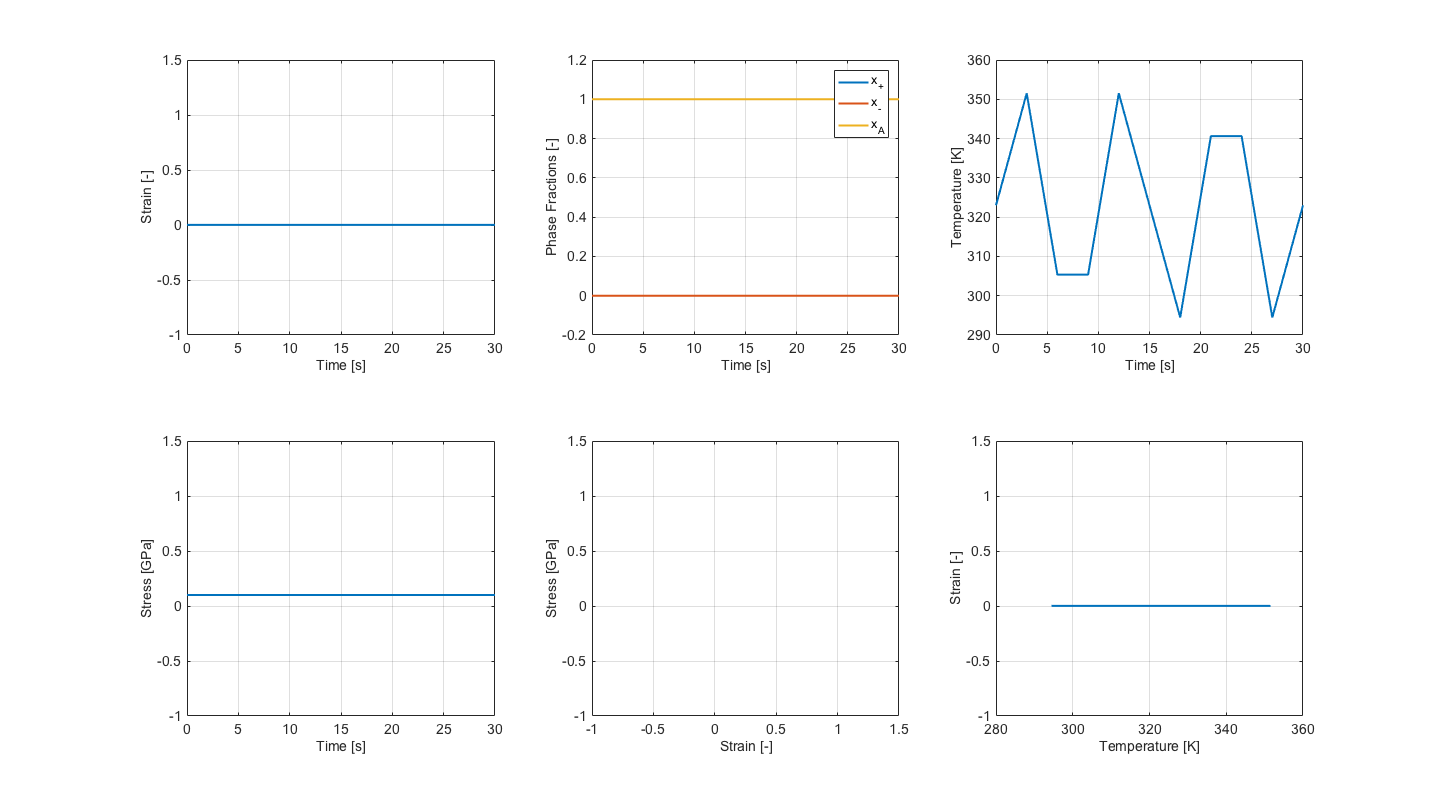 1.5
1
0.5
0
-0.5
-1
Strain [-]
0 5 10 15 20 25 30
Time [s]
1.2
1
0.8
0.6
0.4
0.2
0
-0.2
Phase Fractions [-]
x+
x-
xA
0 5 10 15 20 25 30
Time [s]
360
350
340
330
320
310
300
290
Temperature [K]
0 5 10 15 20 25 30
Time [s]
1.5
1
0.5
0
-0.5
-1
Stress [GPa]
0 5 10 15 20 25 30
Time [s]
1.5
1
0.5
0
-0.5
-1
Stress [GPa]
-1 -0.5 0 0.5 1 1.5
Strain [-]
1.5
1
0.5
0
-0.5
-1
Strain [-]
280 300 320 340 360
Temperature [K]